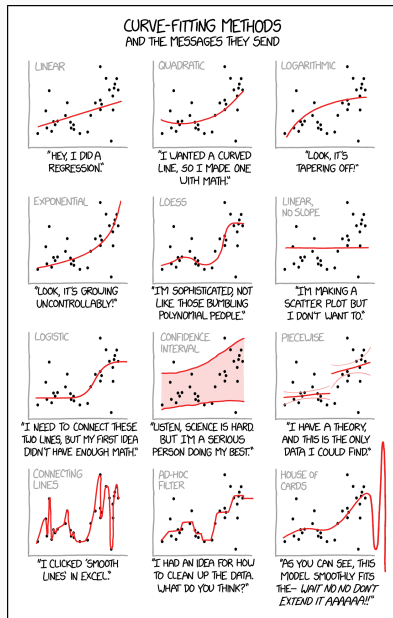 CURVE-FITTING METHODS
AND THE MESSAGES THEY SEND
LINEAR
"HEY, I DID A
REGRESSION."
QUADRATIC
"I WANTED A CURVED
LINE, SO I MADE ONE
WITH MATH."
LOGARITHMIC
"LOOK, IT'S
TAPERING OFF!"
EXPONENTIAL
"LOOK, IT'S GROWING
UNCONTROLLABLY!"
LOESS
"I'M SOPHISTICATED, NOT
LIKE THOSE BUMBLING
POLYNOMIAL PEOPLE."
LINEAR,
NO SLOPE
"I'M MAKING A
SCATTER PLOT BUT
I DON'T WANT TO."
LOGISTIC
"I NEED TO CONNECT THESE
TWO LINES, BUT MY FIRST IDEA
DIDN'T HAVE ENOUGH MATH."
CONFIDENCE
INTERVAL
"LISTEN, SCIENCE IS HARD.
BUT I'M A SERIOUS
PERSON DOING MY BEST."
PIECEWISE
"I HAVE A THEORY,
AND THIS IS THE ONLY
DATA I COULD FIND."
CONNECTING
LINES
"I CLICKED 'SMOOTH
LINES' IN EXCEL."
AD-HOC
FILTER
"I HAD AN IDEA FOR HOW
TO CLEAN UP THE DATA.
WHAT DO YOU THINK?"
HOUSE OF
CARDS
"AS YOU CAN SEE, THIS
MODEL SMOOTHLY FITS
THE- WAIT NO NO DON'T
EXTEND IT AAAAAA!!"